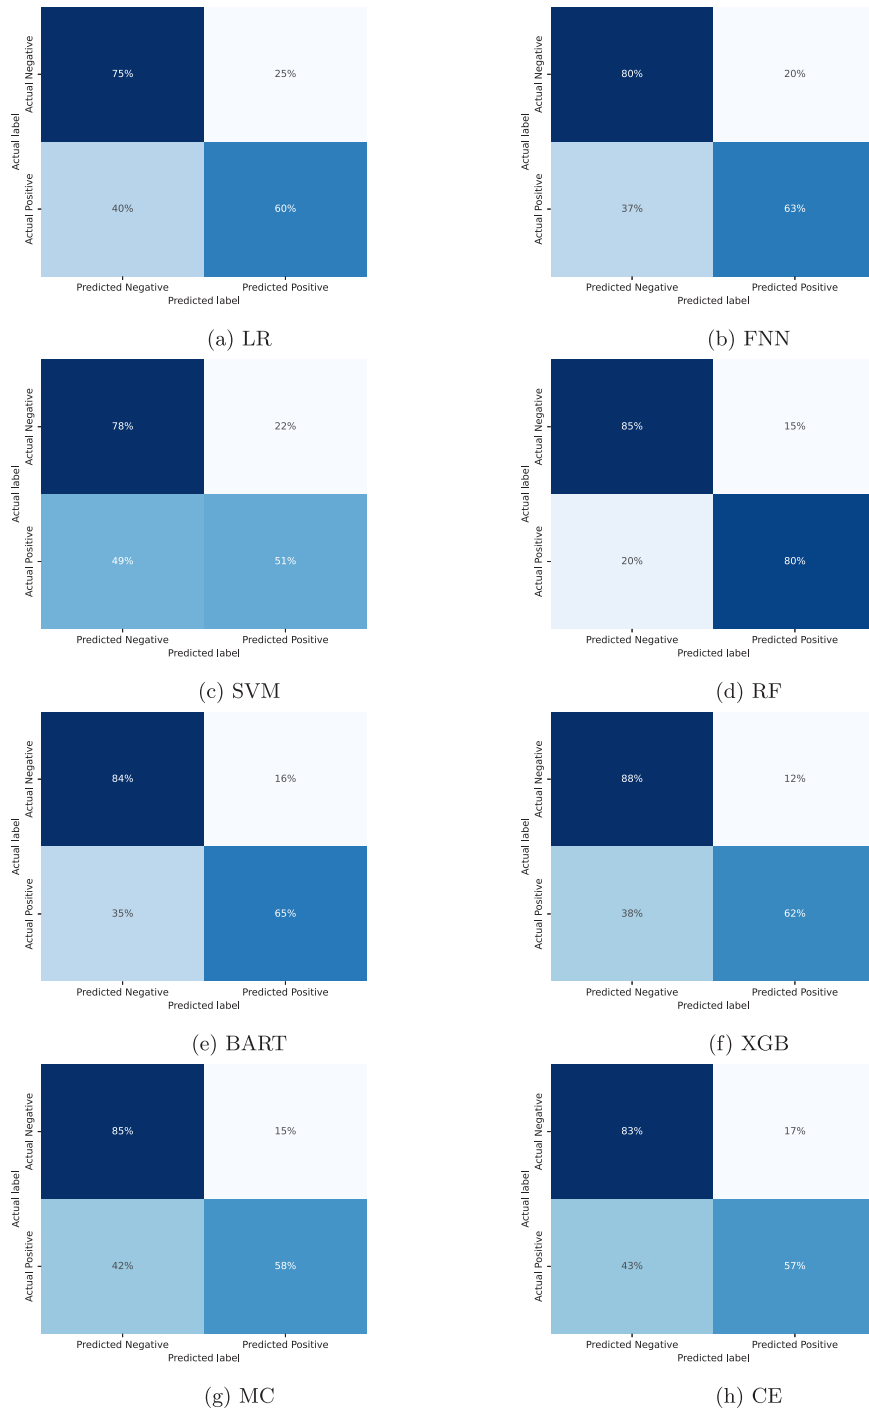 Actual label
Actual Negative
75%
25%
Actual Positive
40%
60%
Predicted Negative
Predicted Positive
Predicted label
(a) LR
Actual label
Actual Negative
80%
20%
Actual Positive
37%
63%
Predicted Negative
Predicted Positive
Predicted label
(b) FNN
Actual label
Actual Negative
78%
22%
Actual Positive
49%
51%
Predicted Negative
Predicted Positive
Predicted label
(c) SVM
Actual label
Actual Negative
85%
15%
Actual Positive
20%
80%
Predicted Negative
Predicted Positive
Predicted label
(d) RF
Actual label
Actual Negative
84%
16%
Actual Positive
35%
65%
Predicted Negative
Predicted Positive
Predicted label
(e) BART
Actual label
Actual Negative
88%
12%
Actual Positive
38%
62%
Predicted Negative
Predicted Positive
Predicted label
(f) XGB
Actual label
Actual Negative
85%
15%
Actual Positive
42%
58%
Predicted Negative
Predicted Positive
Predicted label
(g) MC
Actual label
Actual Negative
83%
17%
Actual Positive
43%
57%
Predicted Negative
Predicted Positive
Predicted label
(h) CE